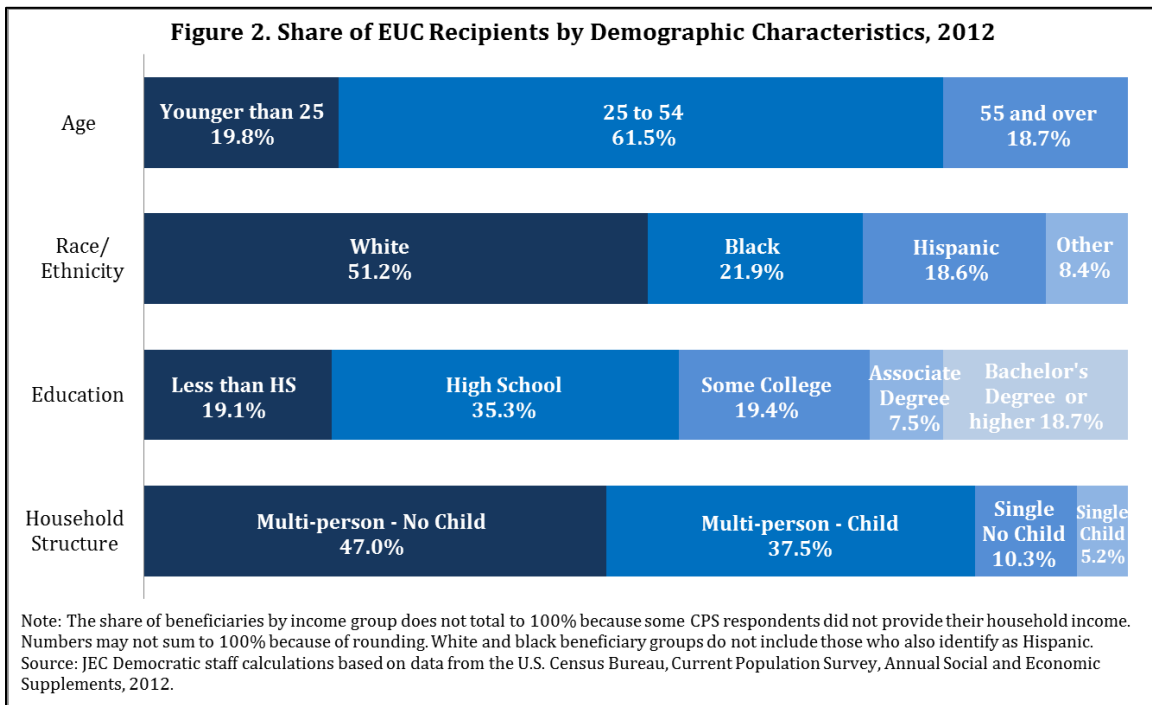 Figure 2. Share of EUC Recipients by Demographic Characteristics, 2012
Age
Younger than 25
19.8%
25 to 54
61.5%
55 and over
18.7%
Race/
Ethnicity
White
51.2%
Black
21.9%
Hispanic
18.6%
Other
8.4%
Education
Less than HS
19.1%
High School
35.3%
Some College
19.4%
Associate
Degree
7.5%
Bachelor's
Degree or
higher 18.7%
Household
Structure
Multi-person - No Child
47.0%
Multi-person - Child
37.5%
Single
No Child
10.3%
Single
Child
5.2%
Note: The share of beneficiaries by income group does not total to 100% because some CPS respondents did not provide their household income.
Numbers may not sum to 100% because of rounding. White and black beneficiary groups do not include those who also identify as Hispanic.
Source: JEC Democratic staff calculations based on data from the U.S. Census Bureau, Current Population Survey, Annual Social and Economic
Supplements, 2012.